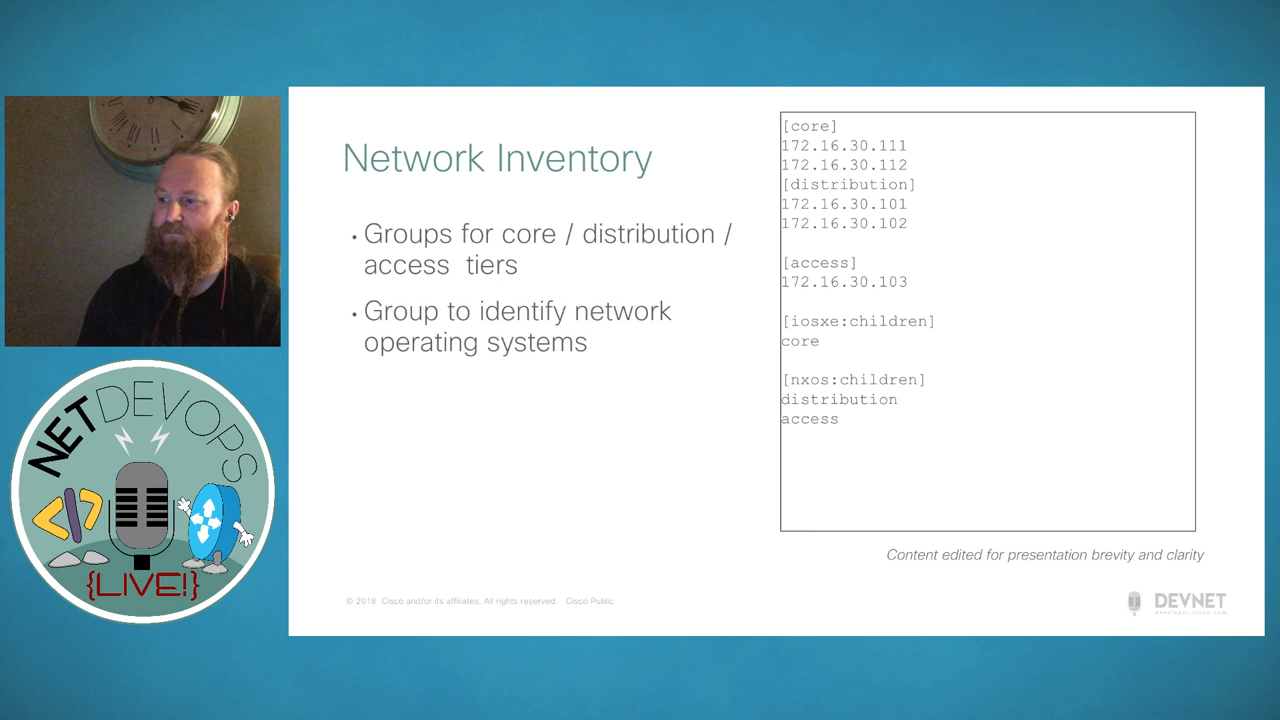 Network Inventory
• Groups for core / distribution /
access tiers
• Group to identify network
operating systems
[core]
172.16.30.111
172.16.30.112
[distribution]
172.16.30.101
172.16.30.102
[access]
172.16.30.103
[iosxe:children]
core
[nxos:children]
distribution
access
Content edited for presentation brevity and clarity
© 2018 Cisco and/or its affiliates. All rights reserved. Cisco Public
DEVNET
developer.cisco.com
NETDEVOPS
</>
{LIVE!}